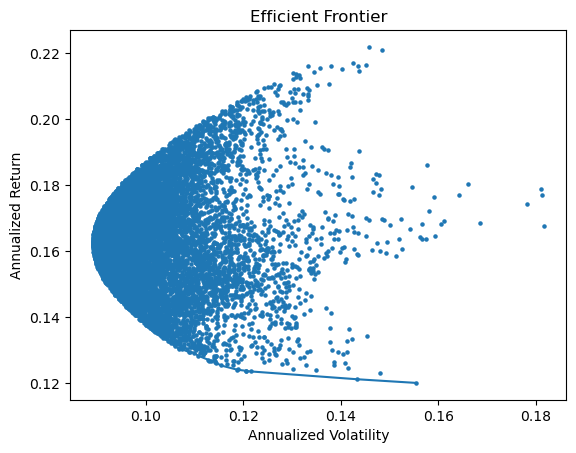 Efficient Frontier
Annualized Return
0.22
0.20
0.18
0.16
0.14
0.12
0.10 0.12 0.14 0.16 0.18
Annualized Volatility